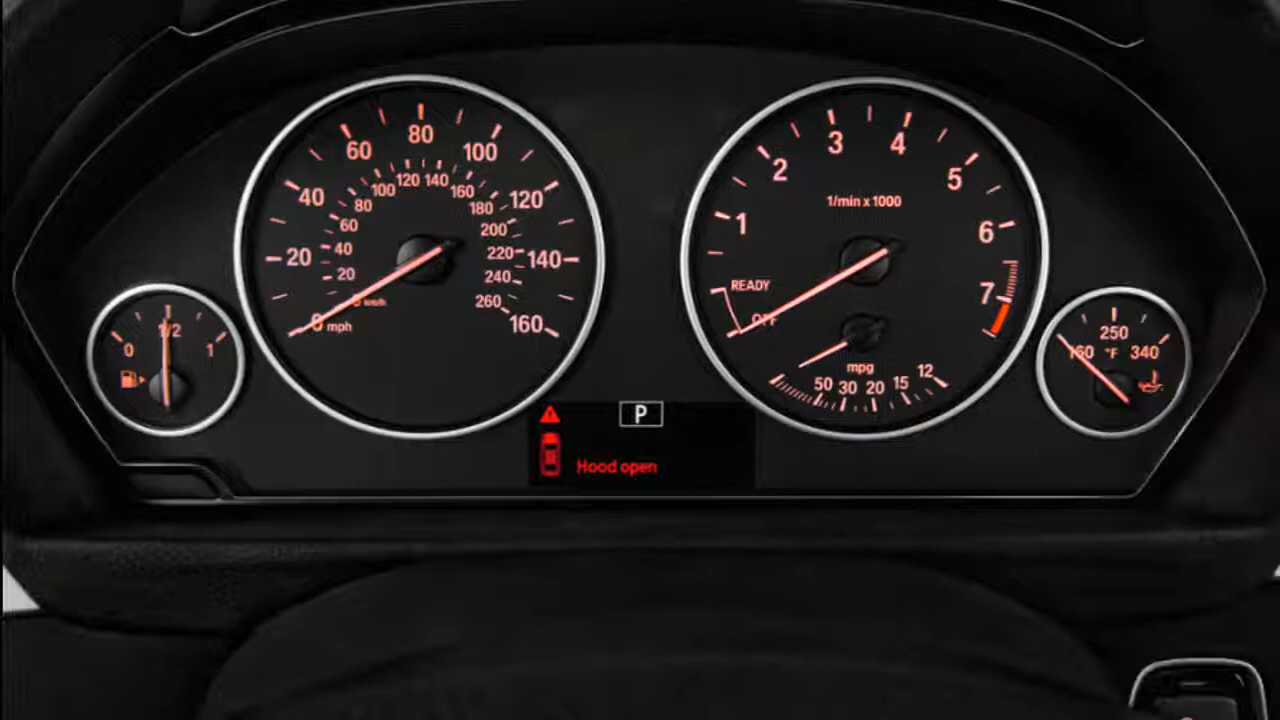 20 40 60 80 100 120 140 160
20 40 60 80 100 120 140 160 180 200 220 240 260
0 km/h
0 mph
1 2 3 4 5 6 7
1/min x 1000
READY
OFF
mpg
50 30 20 15 12
0 1/2 1
250
160 °F 340
P
Hood open